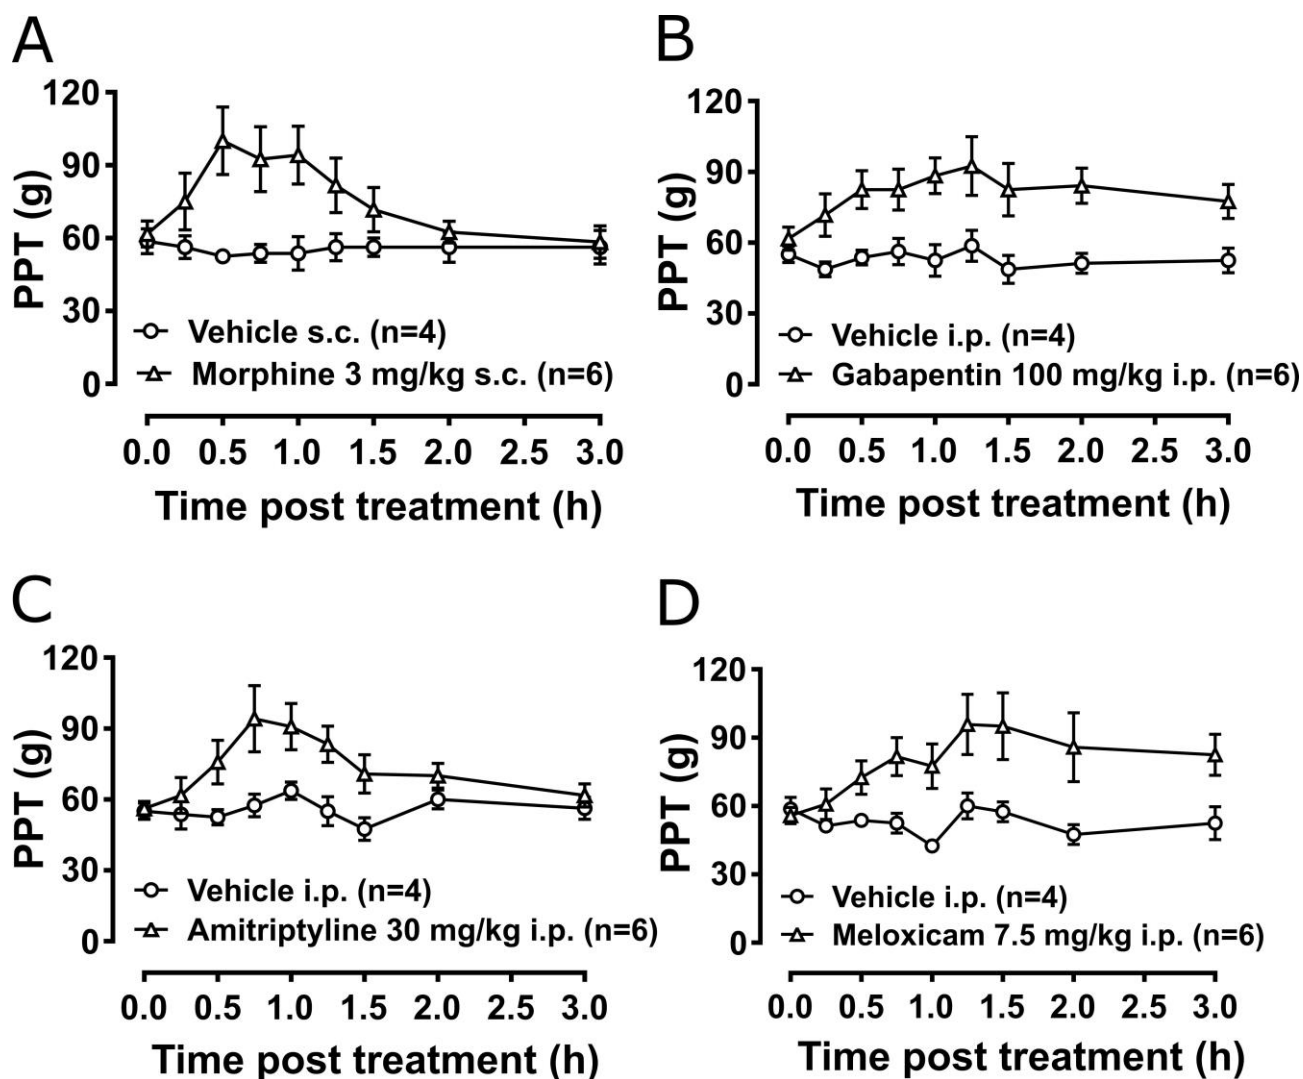 A
120
90
60
30
0
PPT (g)
Vehicle s.c. (n=4)
Morphine 3 mg/kg s.c. (n=6)
0.0 0.5 1.0 1.5 2.0 2.5 3.0
Time post treatment (h)
B
120
90
60
30
0
PPT (g)
Vehicle i.p. (n=4)
Gabapentin 100 mg/kg i.p. (n=6)
0.0 0.5 1.0 1.5 2.0 2.5 3.0
Time post treatment (h)
C
120
90
60
30
0
PPT (g)
Vehicle i.p. (n=4)
Amitriptyline 30 mg/kg i.p. (n=6)
0.0 0.5 1.0 1.5 2.0 2.5 3.0
Time post treatment (h)
D
120
90
60
30
0
PPT (g)
Vehicle i.p. (n=4)
Meloxicam 7.5 mg/kg i.p. (n=6)
0.0 0.5 1.0 1.5 2.0 2.5 3.0
Time post treatment (h)